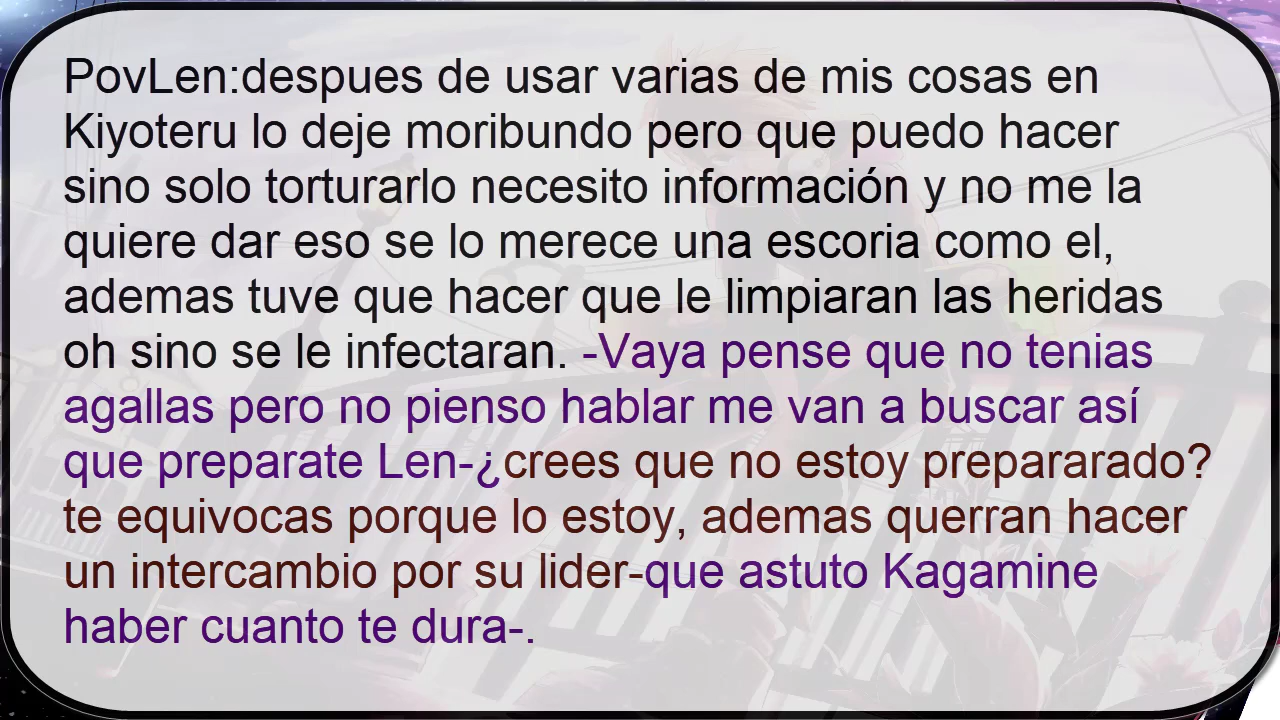 PovLen:despues de usar varias de mis cosas en
Kiyoteru lo deje moribundo pero que puedo hacer
sino solo torturarlo necesito información y no me la
quiere dar eso se lo merece una escoria como el,
ademas tuve que hacer que le limpiaran las heridas
oh sino se le infectaran. -Vaya pense que no tenias
agallas pero no pienso hablar me van a buscar así
que preparate Len-¿crees que no estoy prepararado?
te equivocas porque lo estoy, ademas querran hacer
un intercambio por su lider-que astuto Kagamine
haber cuanto te dura-.